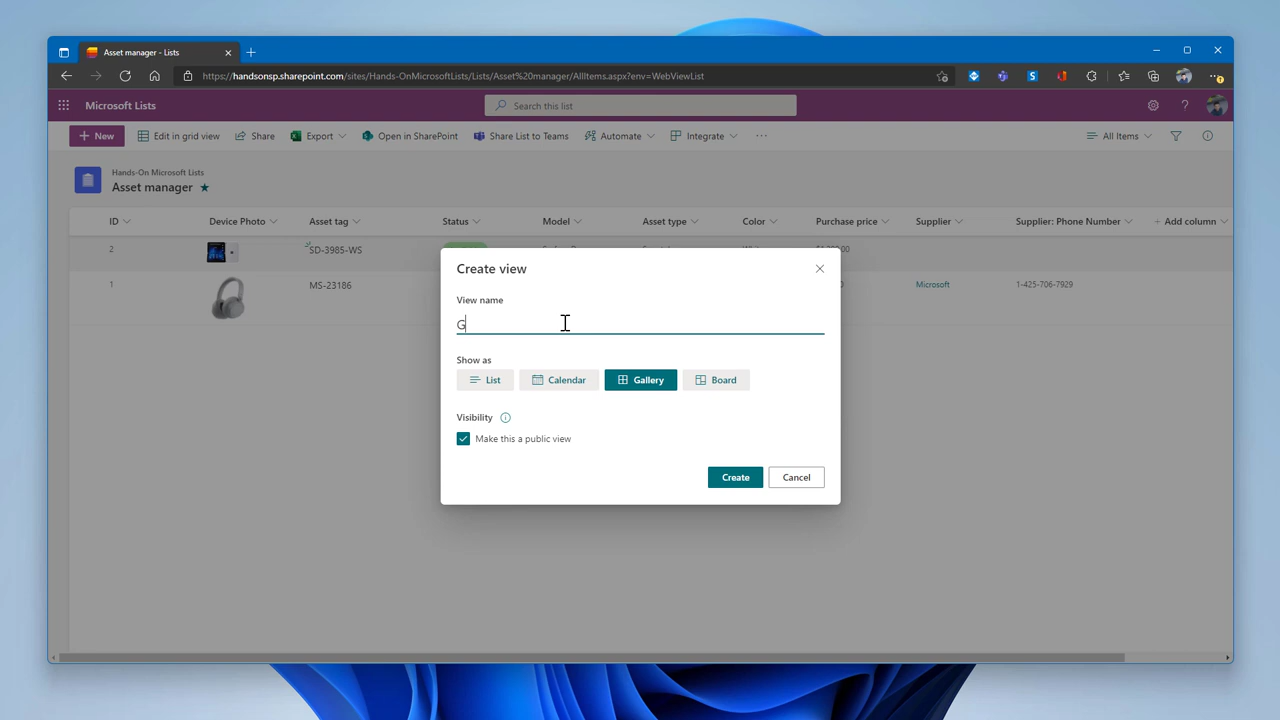 Asset manager - Lists
https://handsonsp.sharepoint.com/sites/Hands-OnMicrosoftLists/Lists/Asset%20manager/AllItems.aspx?env=WebViewList
Microsoft Lists
Search this list
New
Edit in grid view
Share
Export
Open in SharePoint
Share List to Teams
Automate
Integrate
All Items
Hands-On Microsoft Lists
Asset manager
ID
Device Photo
Asset tag
Status
Model
Asset type
Color
Purchase price
Supplier
Supplier: Phone Number
Add column
2
SD-3985-WS
1
MS-23186
Microsoft
1-425-706-7929
Create view
View name
G
Show as
List
Calendar
Gallery
Board
Visibility
Make this a public view
Create
Cancel